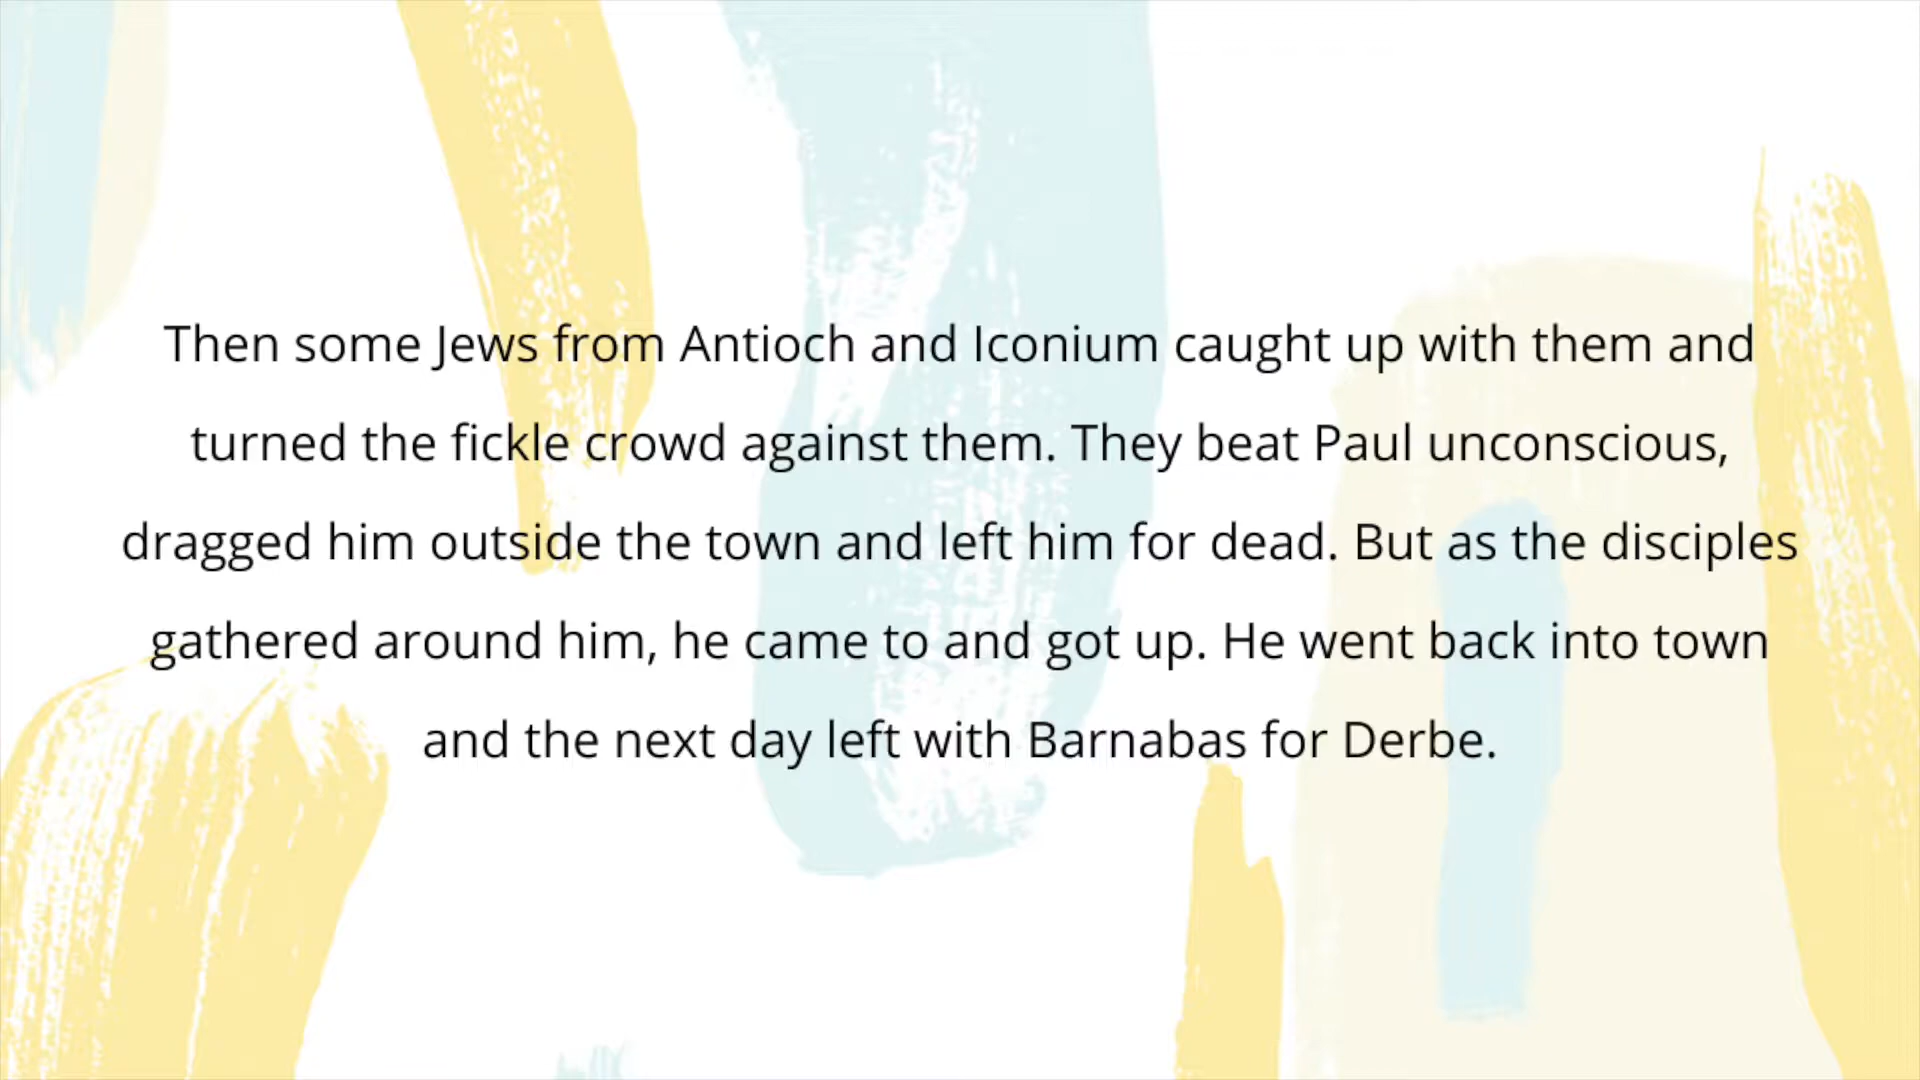 Then some Jews from Antioch and Iconium caught up with them and
turned the fickle crowd against them. They beat Paul unconscious,
dragged him outside the town and left him for dead. But as the disciples
gathered around him, he came to and got up. He went back into town
and the next day left with Barnabas for Derbe.